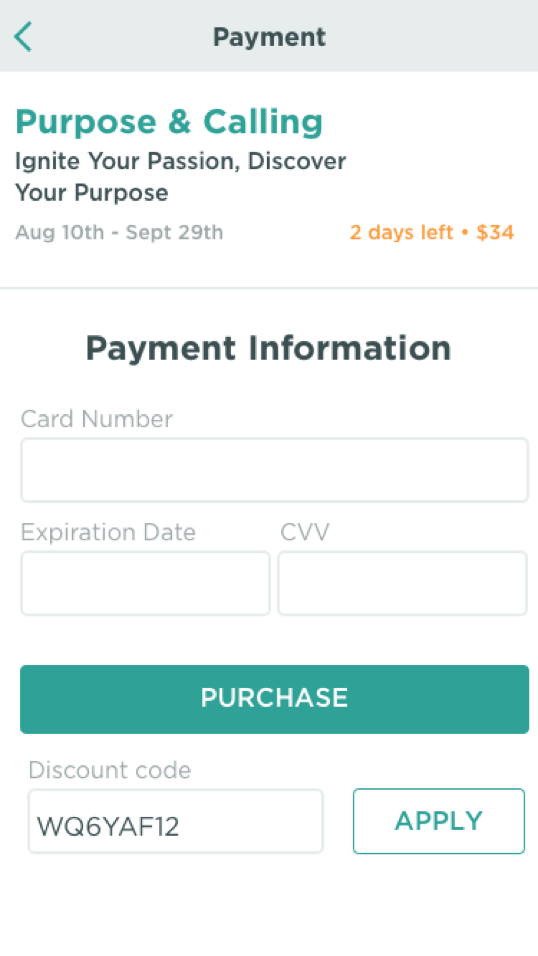 Payment
Purpose & Calling
Ignite Your Passion, Discover
Your Purpose
Aug 10th - Sept 29th 2 days left • $34
Payment Information
Card Number
Expiration Date CVV
PURCHASE
Discount code
WQ6YAF12 APPLY